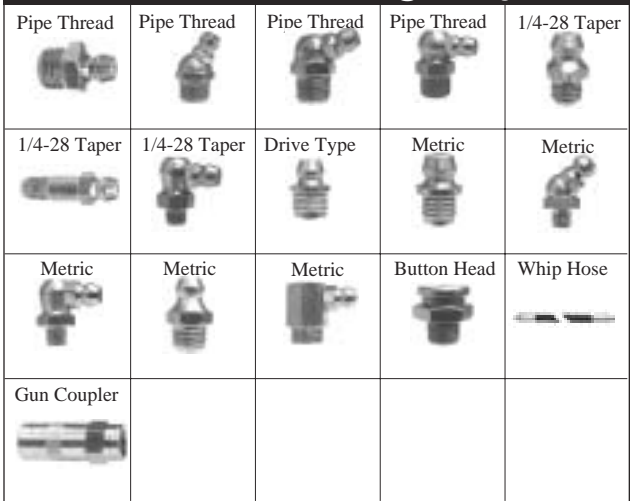 Pipe Thread
Pipe Thread
Pipe Thread
Pipe Thread
1/4-28 Taper
1/4-28 Taper
1/4-28 Taper
Drive Type
Metric
Metric
Metric
Metric
Metric
Button Head
Whip Hose
Gun Coupler